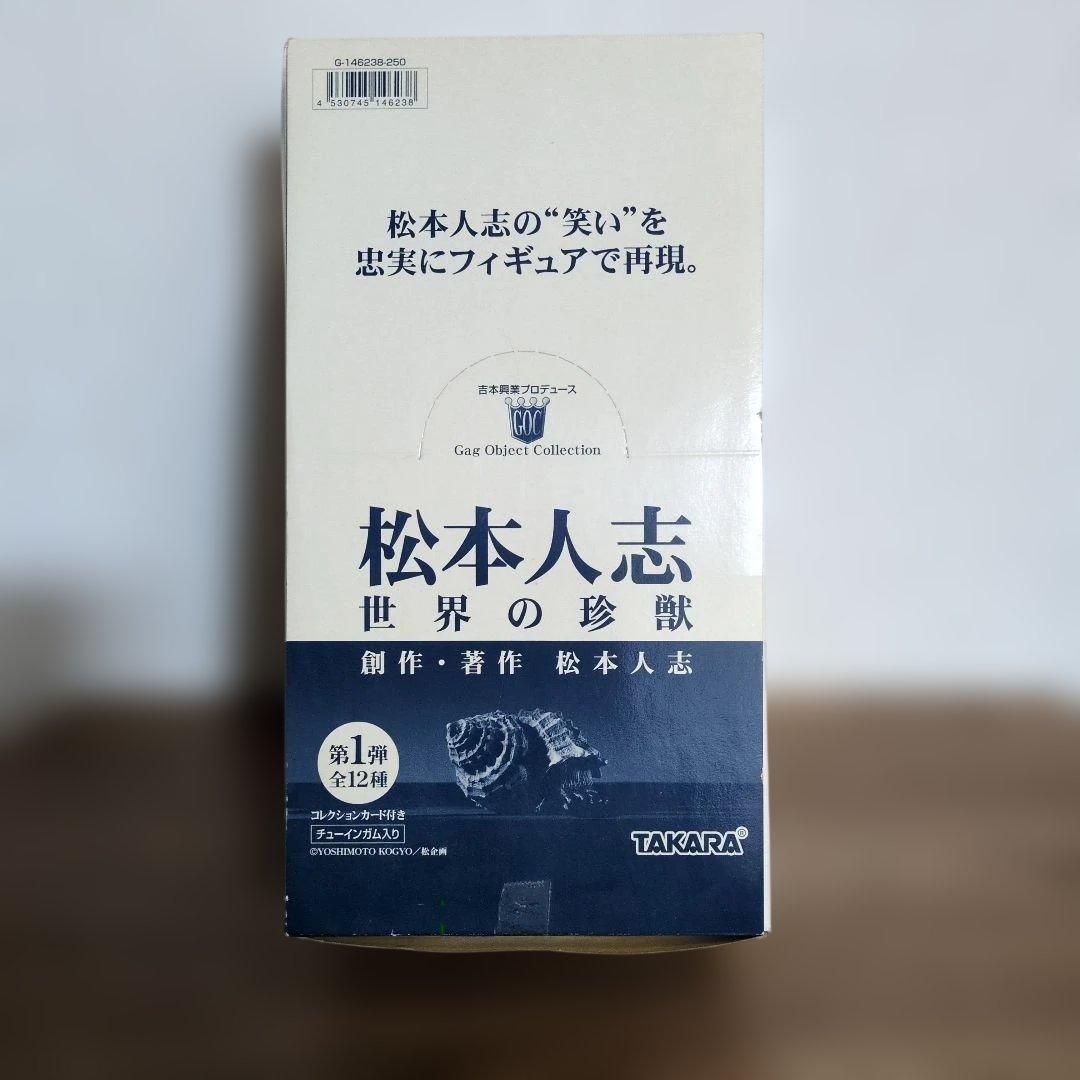 G-146238-250
4 530745 146238
松本人志の“笑い”を
忠実にフィギュアで再現。
吉本興業プロデュース
GOC
Gag Object Collection
松本人志
世界の珍獣
創作・著作 松本人志
第1弾
全12種
コレクションカード付き
チューインガム入り
©YOSHIMOTO KOGYO／松企画
TAKARA®